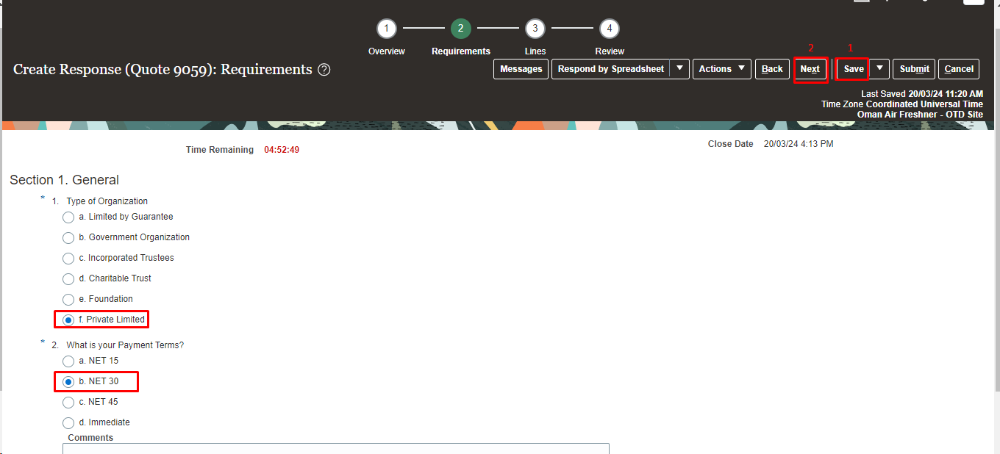 1 2 3 4
Overview Requirements Lines Review
2 1
Create Response (Quote 9059): Requirements ?
Messages Respond by Spreadsheet Actions Back Next Save Submit Cancel
Last Saved 20/03/24 11:20 AM
Time Zone Coordinated Universal Time
Oman Air Freshner - OTD Site
Time Remaining 04:52:49
Close Date 20/03/24 4:13 PM
Section 1. General
* 1. Type of Organization
a. Limited by Guarantee
b. Government Organization
c. Incorporated Trustees
d. Charitable Trust
e. Foundation
f. Private Limited
* 2. What is your Payment Terms?
a. NET 15
b. NET 30
c. NET 45
d. Immediate
Comments